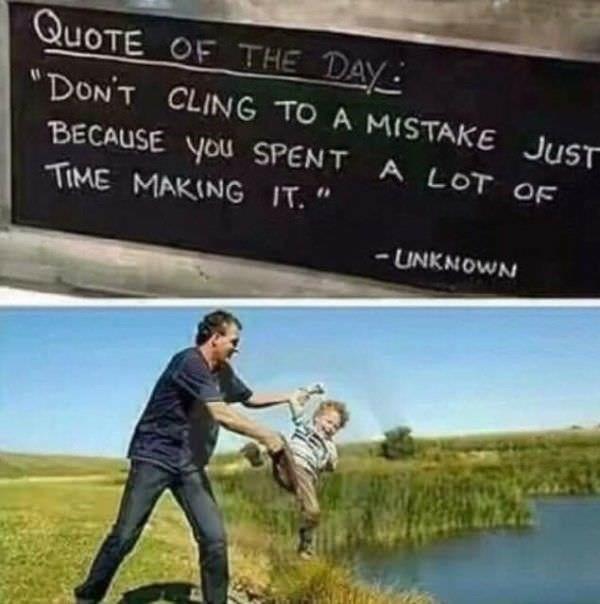 QUOTE OF THE DAY:
"DON'T CLING TO A MISTAKE JUST
BECAUSE YOU SPENT A LOT OF
TIME MAKING IT."
- UNKNOWN